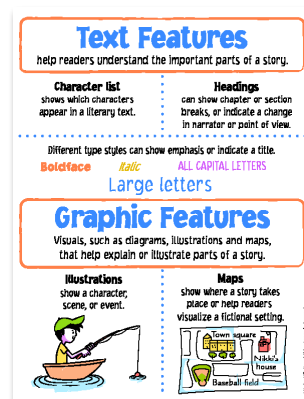 Text Features
help readers understand the important parts of a story.
Character list
shows which characters
appear in a literary text.
Headings
can show chapter or section
breaks, or indicate a change
in narrator or point of view.
Different type styles can show emphasis or indicate a title.
Boldface Italic ALL CAPITAL LETTERS
Large letters
Graphic Features
Visuals, such as diagrams, illustrations and maps,
that help explain or illustrate parts of a story.
Illustrations
show a character,
scene, or event.
Maps
show where a story takes
place or help readers
visualize a fictional setting.
Town square
Nikki's
house
Baseball field